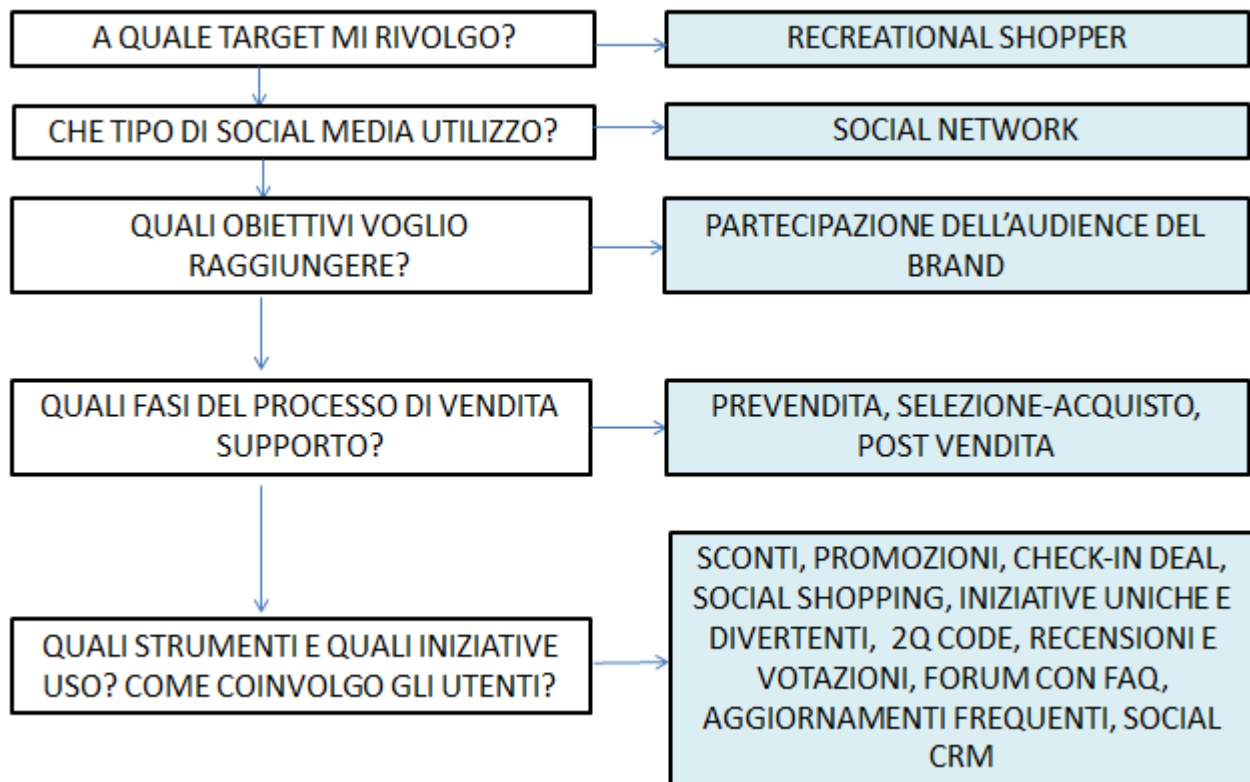 A QUALE TARGET MI RIVOLGO?
RECREATIONAL SHOPPER
CHE TIPO DI SOCIAL MEDIA UTILIZZO?
SOCIAL NETWORK
QUALI OBIETTIVI VOGLIO
RAGGIUNGERE?
PARTECIPAZIONE DELL'AUDIENCE DEL
BRAND
QUALI FASI DEL PROCESSO DI VENDITA
SUPPORTO?
PREVENDITA, SELEZIONE-ACQUISTO,
POST VENDITA
QUALI STRUMENTI E QUALI INIZIATIVE
USO? COME COINVOLGO GLI UTENTI?
SCONTI, PROMOZIONI, CHECK-IN DEAL,
SOCIAL SHOPPING, INIZIATIVE UNICHE E
DIVERTENTI, 2Q CODE, RECENSIONI E
VOTAZIONI, FORUM CON FAQ,
AGGIORNAMENTI FREQUENTI, SOCIAL
CRM